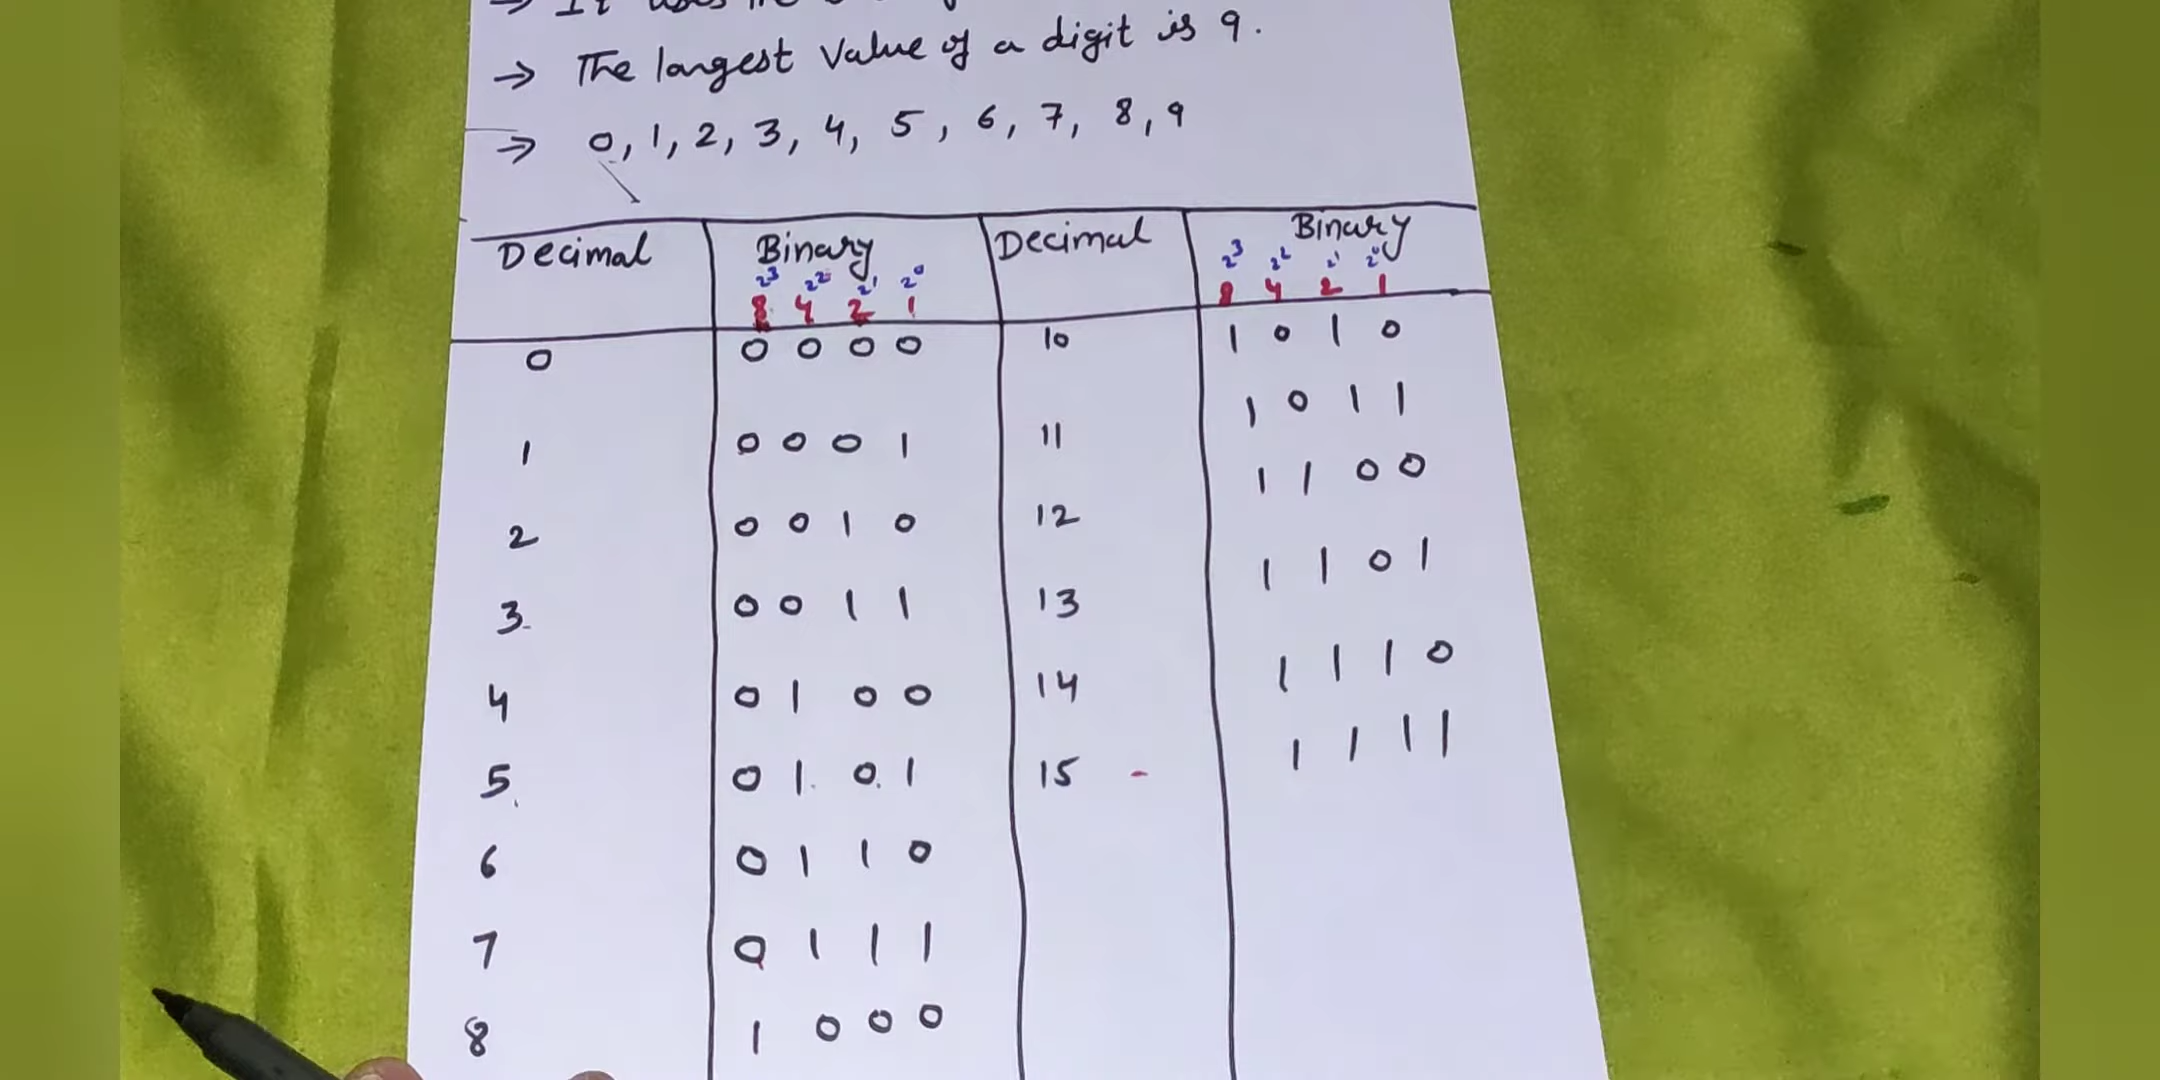 → It uses
→ The largest value of a digit is 9.
→ 0, 1, 2, 3, 4, 5, 6, 7, 8, 9
Decimal Binary Decimal Binary
2³ 2² 2¹ 2⁰ 2³ 2² 2¹ 2⁰
8 4 2 1 8 4 2 1
0 0 0 0 0 10 1 0 1 0
1 0 0 0 1 11 1 0 1 1
2 0 0 1 0 12 1 1 0 0
3 0 0 1 1 13 1 1 0 1
4 0 1 0 0 14 1 1 1 0
5 0 1 0 1 15 - 1 1 1 1
6 0 1 1 0
7 0 1 1 1
8 1 0 0 0